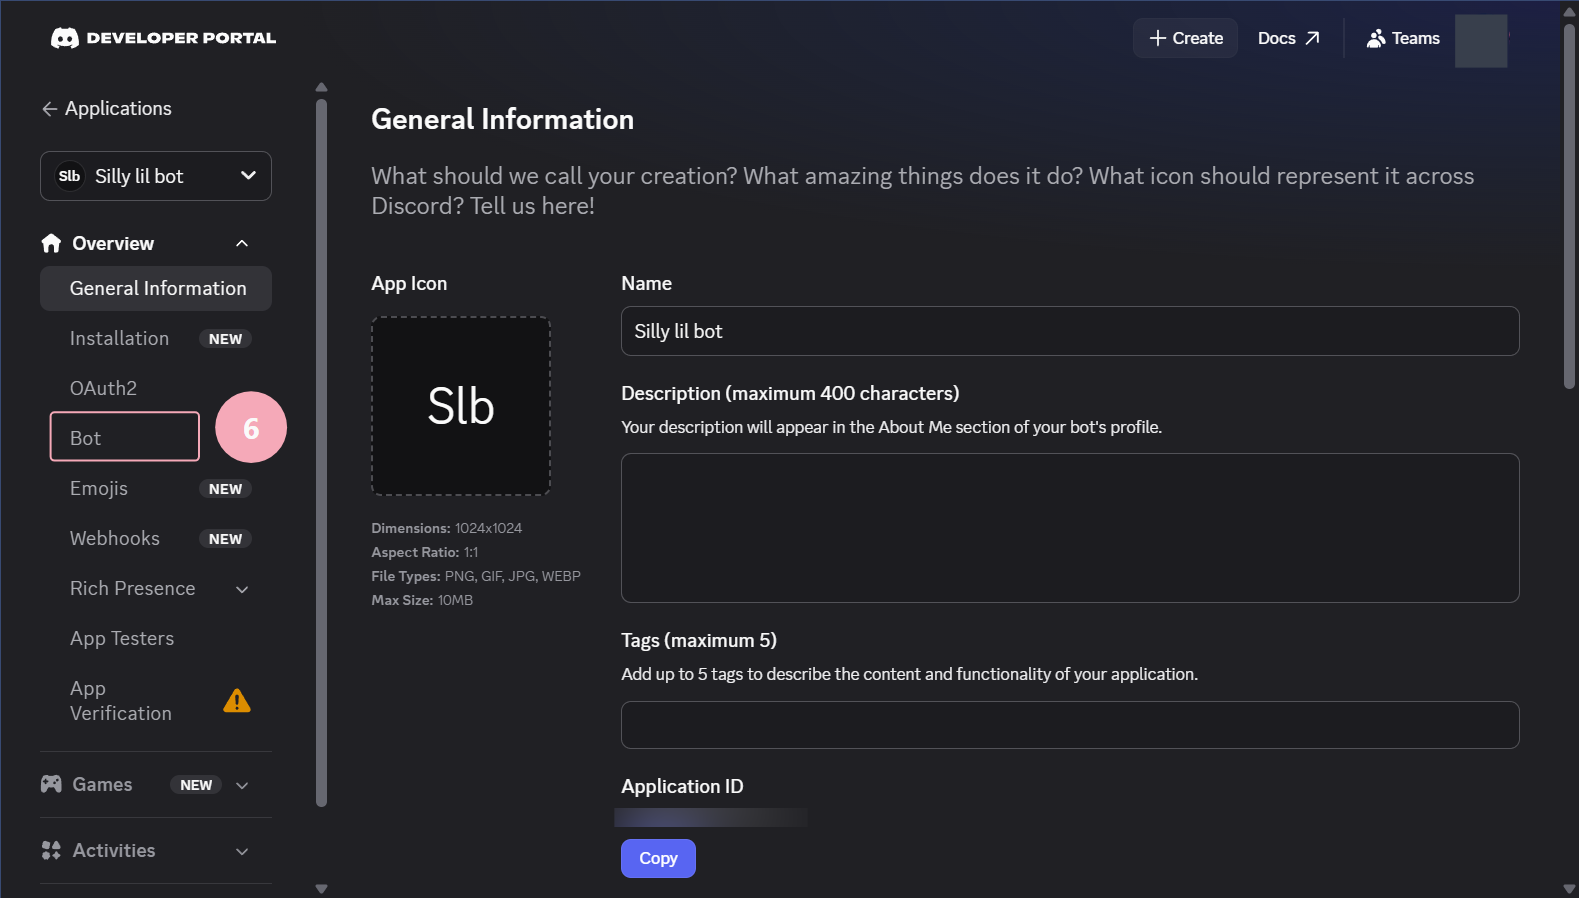 DEVELOPER PORTAL
Create
Docs
Teams
Applications
Slb Silly lil bot
Overview
General Information
Installation NEW
OAuth2
Bot
6
Emojis NEW
Webhooks NEW
Rich Presence
App Testers
App
Verification
Games NEW
Activities
General Information
What should we call your creation? What amazing things does it do? What icon should represent it across
Discord? Tell us here!
App Icon
Slb
Dimensions: 1024x1024
Aspect Ratio: 1:1
File Types: PNG, GIF, JPG, WEBP
Max Size: 10MB
Name
Silly lil bot
Description (maximum 400 characters)
Your description will appear in the About Me section of your bot's profile.
Tags (maximum 5)
Add up to 5 tags to describe the content and functionality of your application.
Application ID
Copy